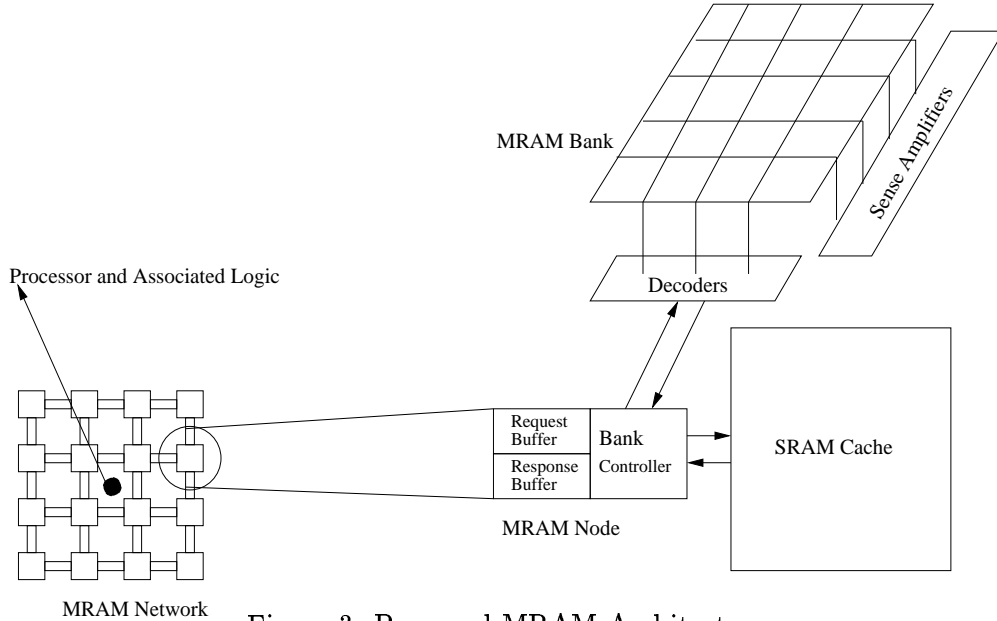 MRAM Bank
Sense Amplifiers
Decoders
Processor and Associated Logic
Request
Buffer
Response
Buffer
Bank
Controller
SRAM Cache
MRAM Node
MRAM Network